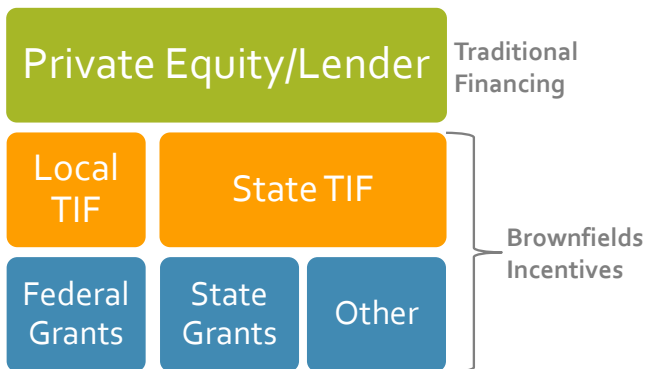 Private Equity/Lender
Traditional
Financing
Local
TIF
State TIF
Brownfields
Incentives
Federal
Grants
State
Grants
Other